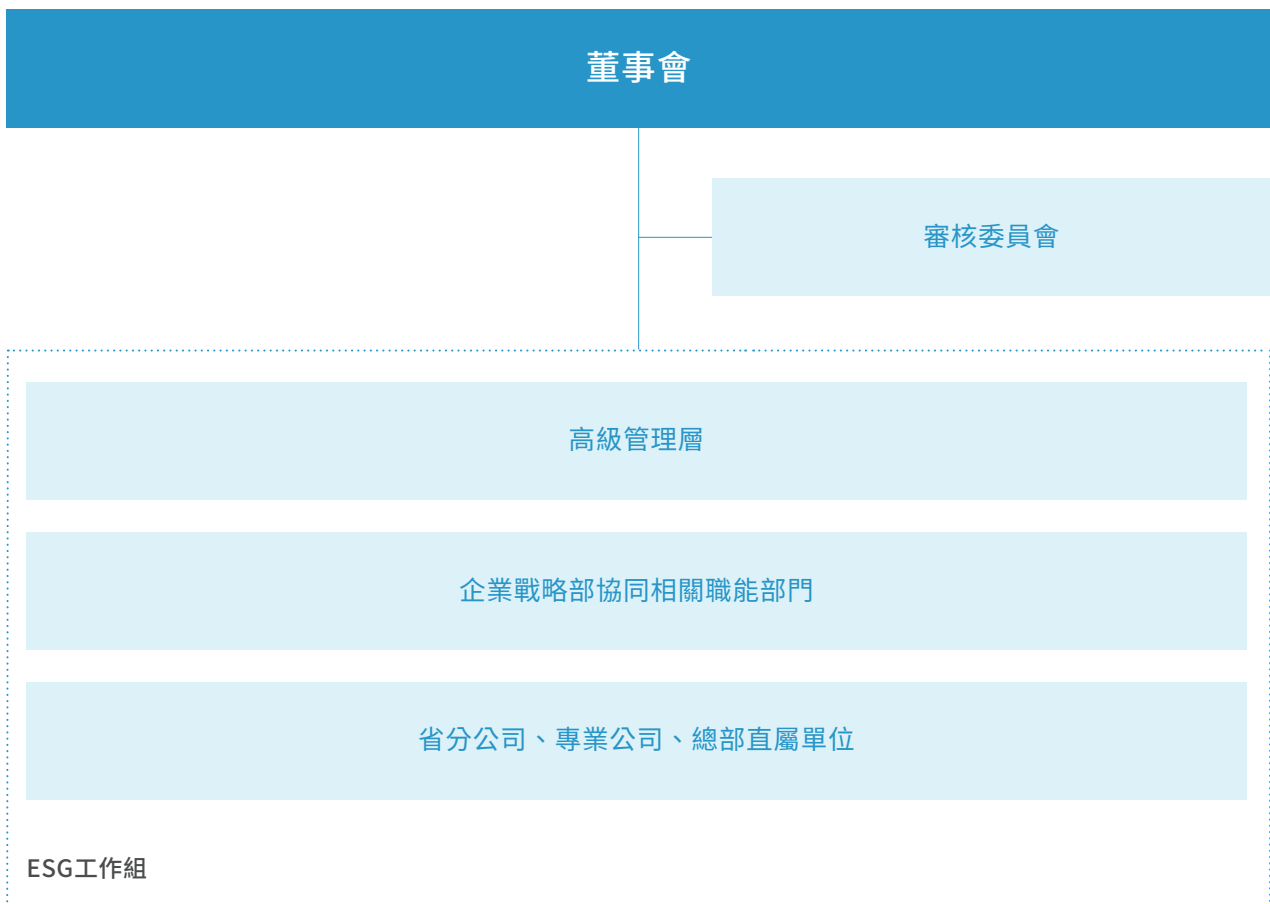 董事會
審核委員會
高級管理層
企業戰略部協同相關職能部門
省分公司、專業公司、總部直屬單位
ESG工作組